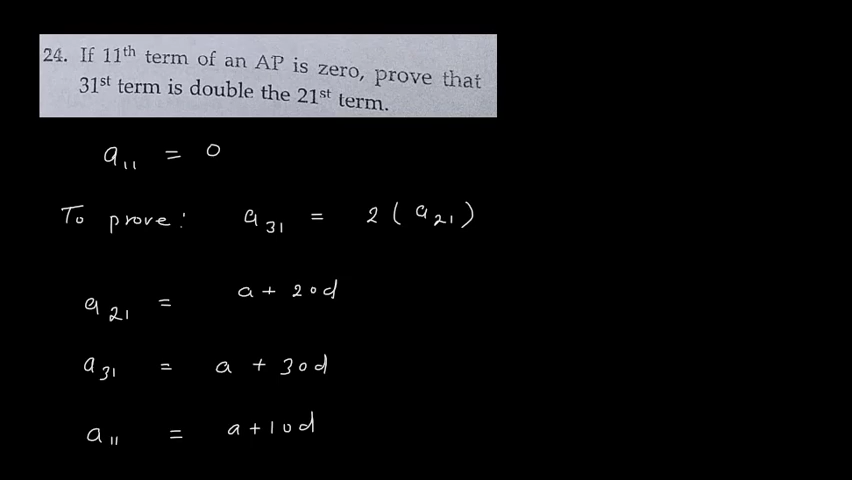 24. If 11th term of an AP is zero, prove that
31st term is double the 21st term.
a₁₁ = 0
To prove: a₃₁ = 2 ( a₂₁ )
a₂₁ = a + 20d
a₃₁ = a + 30d
a₁₁ = a + 10d